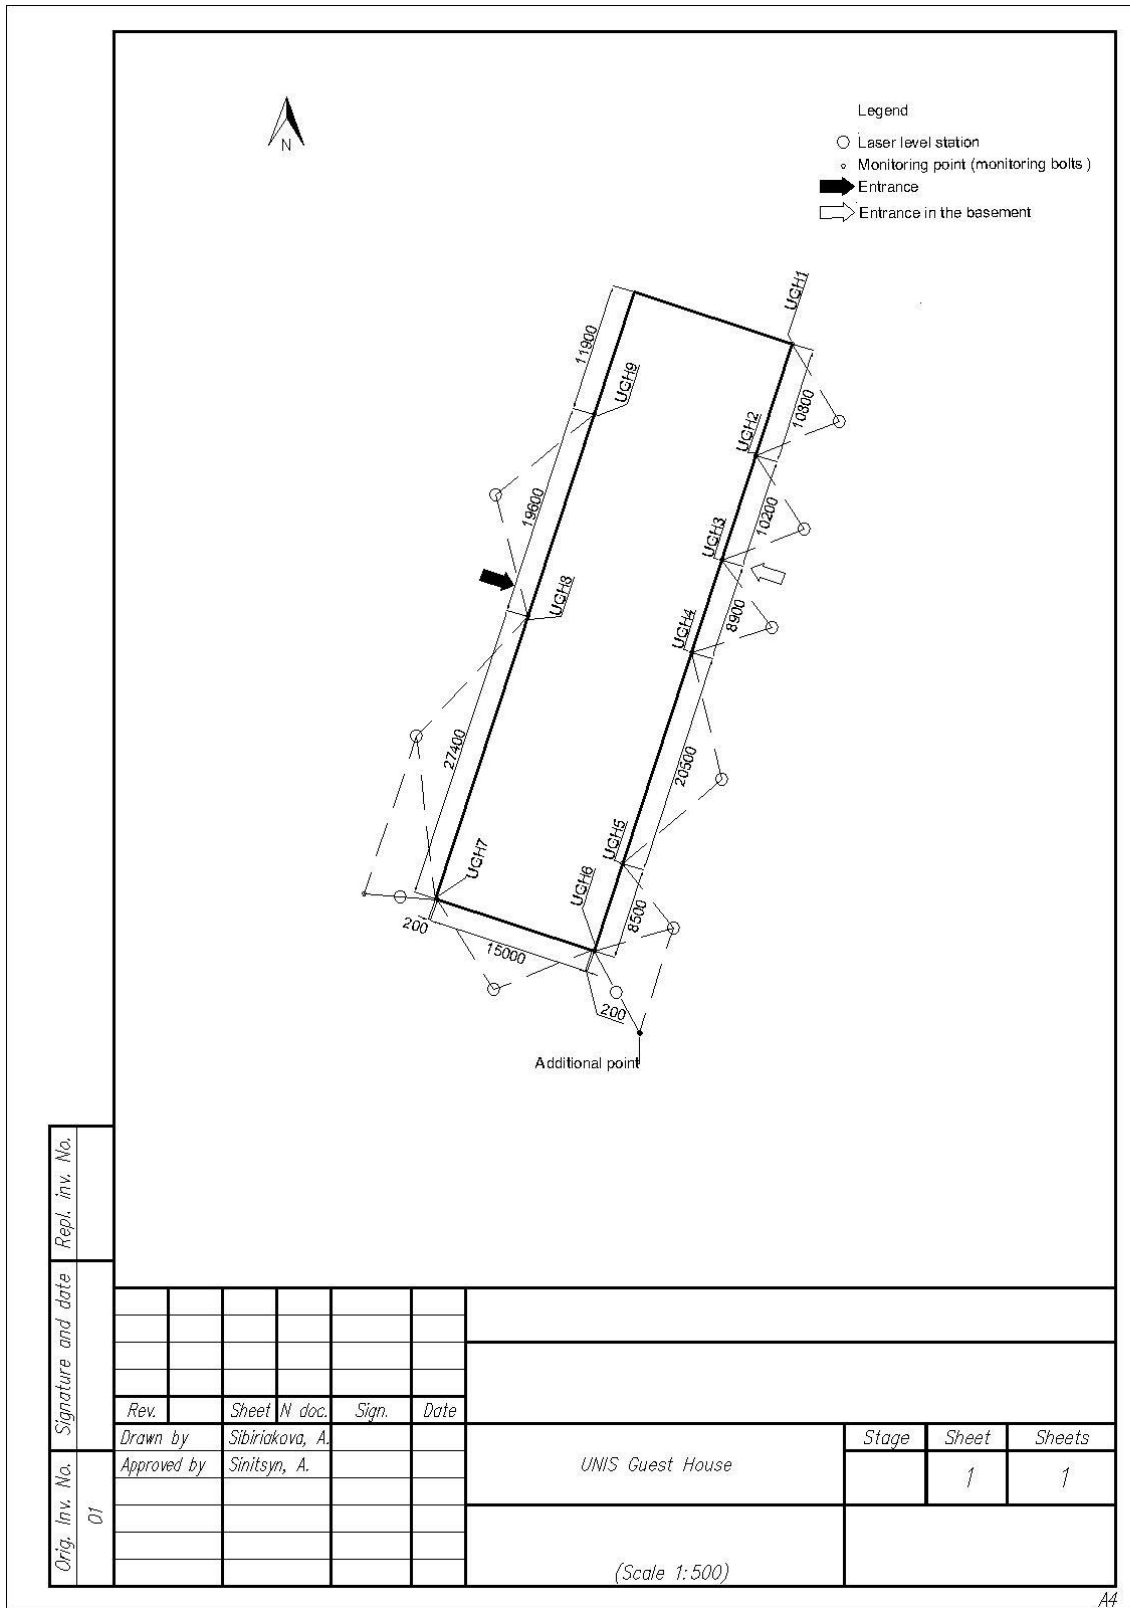 Legend
Laser level station
Monitoring point (monitoring bolts )
Entrance
Entrance in the basement
N
UGH1
11900
UGH9
10800
UGH2
19600
10200
UGH3
UGH8
8900
UGH4
27400
20500
UGH5
UGH7
UGH6
8500
200
15000
200
Additional point
Repl. inv. No.
Signature and date
Orig. Inv. No.
01
Rev. Sheet N doc. Sign. Date
Drawn by Sibiriakova, A.
Approved by Sinitsyn, A.
UNIS Guest House
Stage Sheet Sheets
1 1
(Scale 1:500)
A4